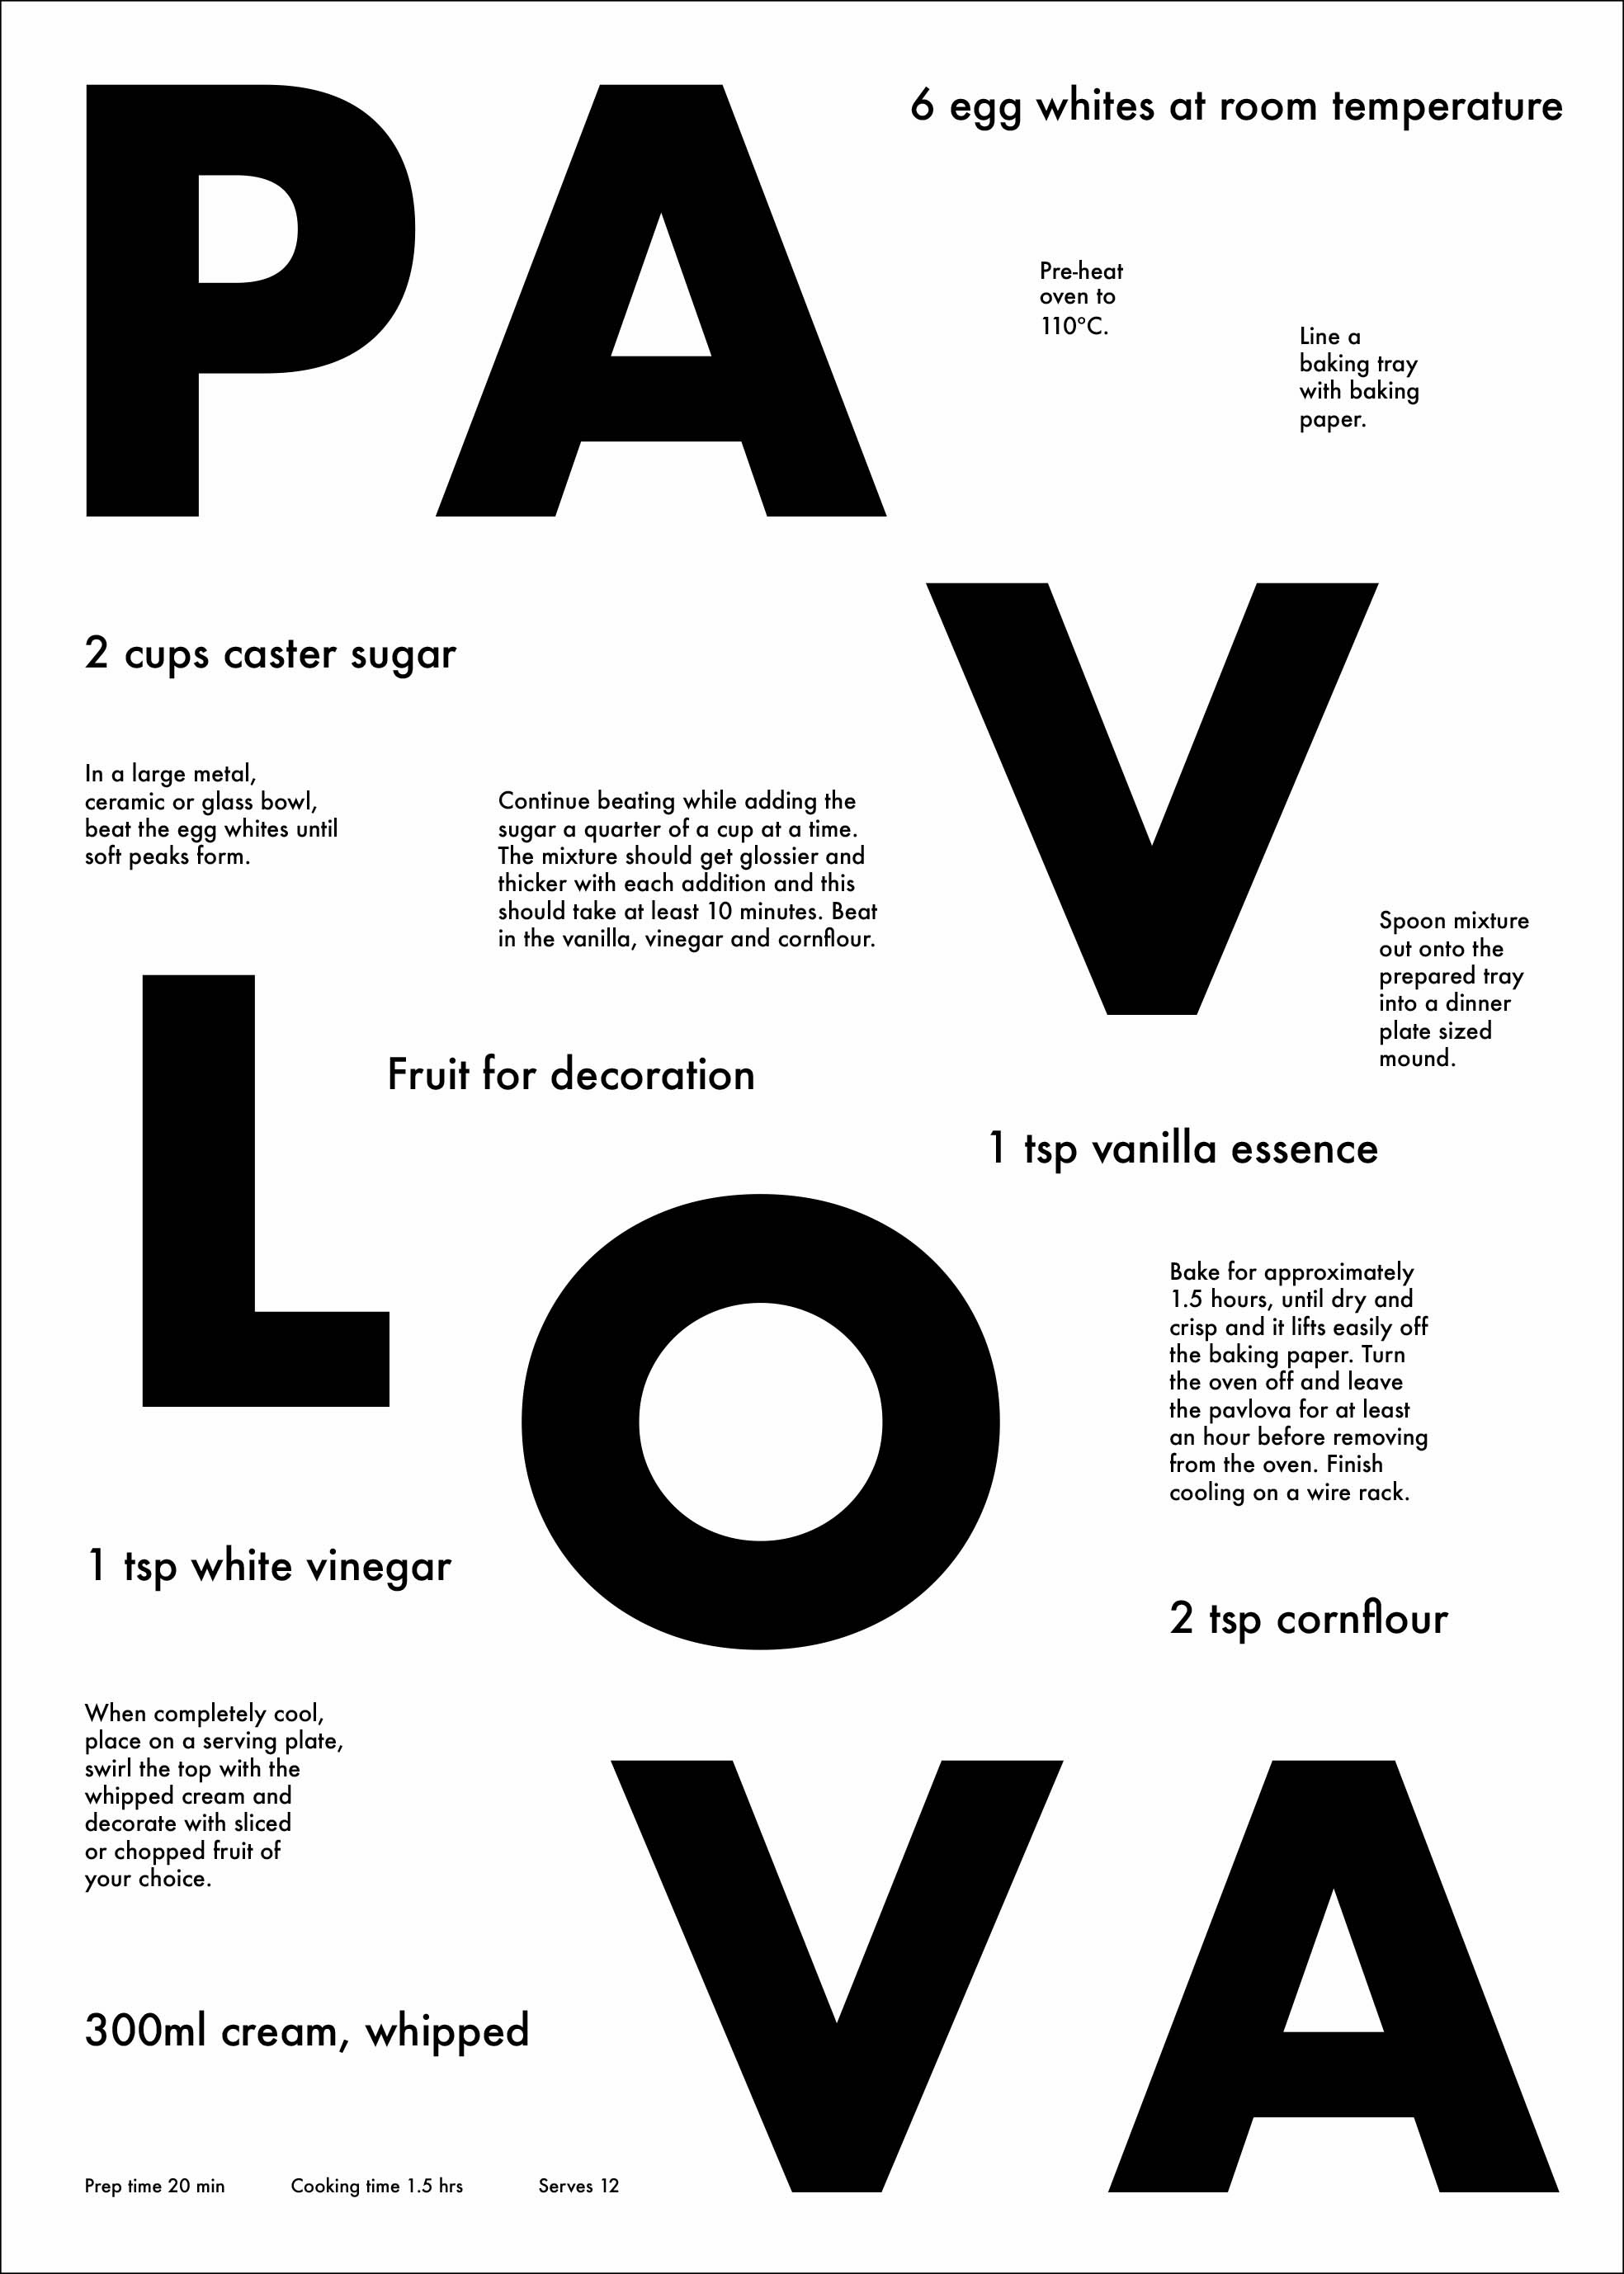 PA
6 egg whites at room temperature
Pre-heat
oven to
110°C.
Line a
baking tray
with baking
paper.
V
2 cups caster sugar
In a large metal,
ceramic or glass bowl,
beat the egg whites until
soft peaks form.
Continue beating while adding the
sugar a quarter of a cup at a time.
The mixture should get glossier and
thicker with each addition and this
should take at least 10 minutes. Beat
in the vanilla, vinegar and cornflour.
Spoon mixture
out onto the
prepared tray
into a dinner
plate sized
mound.
L
Fruit for decoration
1 tsp vanilla essence
O
Bake for approximately
1.5 hours, until dry and
crisp and it lifts easily off
the baking paper. Turn
the oven off and leave
the pavlova for at least
an hour before removing
from the oven. Finish
cooling on a wire rack.
1 tsp white vinegar
2 tsp cornflour
When completely cool,
place on a serving plate,
swirl the top with the
whipped cream and
decorate with sliced
or chopped fruit of
your choice.
VA
300ml cream, whipped
Prep time 20 min Cooking time 1.5 hrs Serves 12